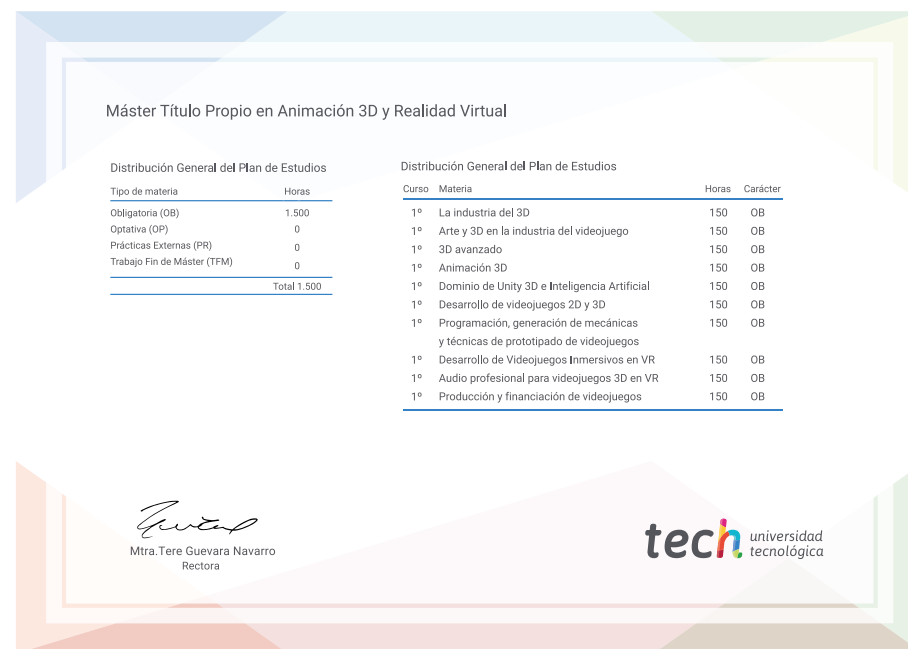 Máster Título Propio en Animación 3D y Realidad Virtual
Distribución General del Plan de Estudios
Tipo de materia Horas
Obligatoria (OB) 1.500
Optativa (OP) 0
Prácticas Externas (PR) 0
Trabajo Fin de Máster (TFM) 0
Total 1.500
Distribución General del Plan de Estudios
Curso Materia Horas Carácter
1º La industria del 3D 150 OB
1º Arte y 3D en la industria del videojuego 150 OB
1º 3D avanzado 150 OB
1º Animación 3D 150 OB
1º Dominio de Unity 3D e Inteligencia Artificial 150 OB
1º Desarrollo de videojuegos 2D y 3D 150 OB
1º Programación, generación de mecánicas 150 OB
y técnicas de prototipado de videojuegos
1º Desarrollo de Videojuegos Inmersivos en VR 150 OB
1º Audio profesional para videojuegos 3D en VR 150 OB
1º Producción y financiación de videojuegos 150 OB
Mtra.Tere Guevara Navarro
Rectora
tech universidad
tecnológica